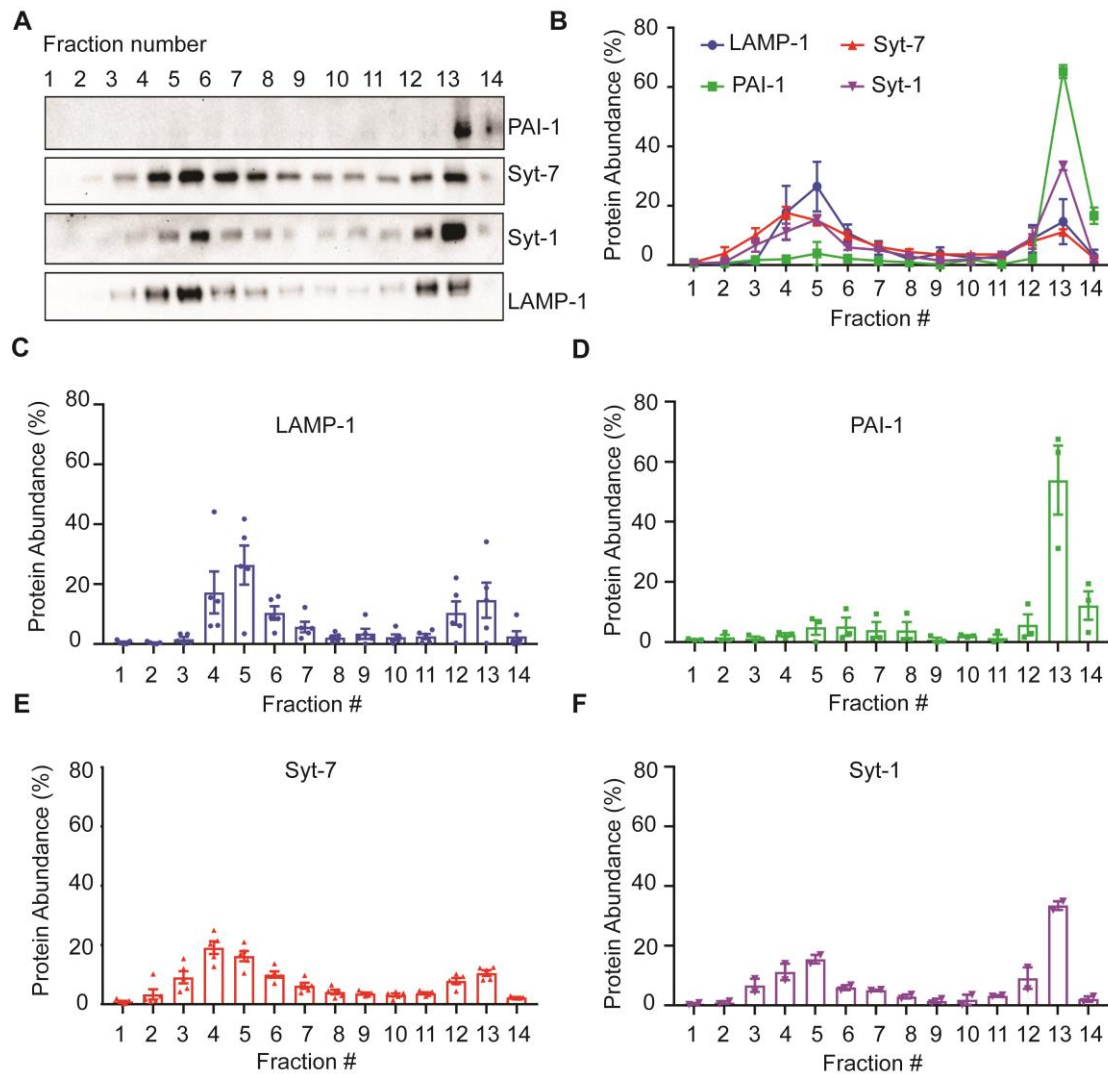 A
Fraction number
1 2 3 4 5 6 7 8 9 10 11 12 13 14
PAI-1
Syt-7
Syt-1
LAMP-1
B
Protein Abundance (%)
80
60
40
20
0
LAMP-1
Syt-7
PAI-1
Syt-1
1 2 3 4 5 6 7 8 9 10 11 12 13 14
Fraction #
C
Protein Abundance (%)
80
60
40
20
0
LAMP-1
1 2 3 4 5 6 7 8 9 10 11 12 13 14
Fraction #
D
Protein Abundance (%)
80
60
40
20
0
PAI-1
1 2 3 4 5 6 7 8 9 10 11 12 13 14
Fraction #
E
Protein Abundance (%)
80
60
40
20
0
Syt-7
1 2 3 4 5 6 7 8 9 10 11 12 13 14
Fraction #
F
Protein Abundance (%)
80
60
40
20
0
Syt-1
1 2 3 4 5 6 7 8 9 10 11 12 13 14
Fraction #